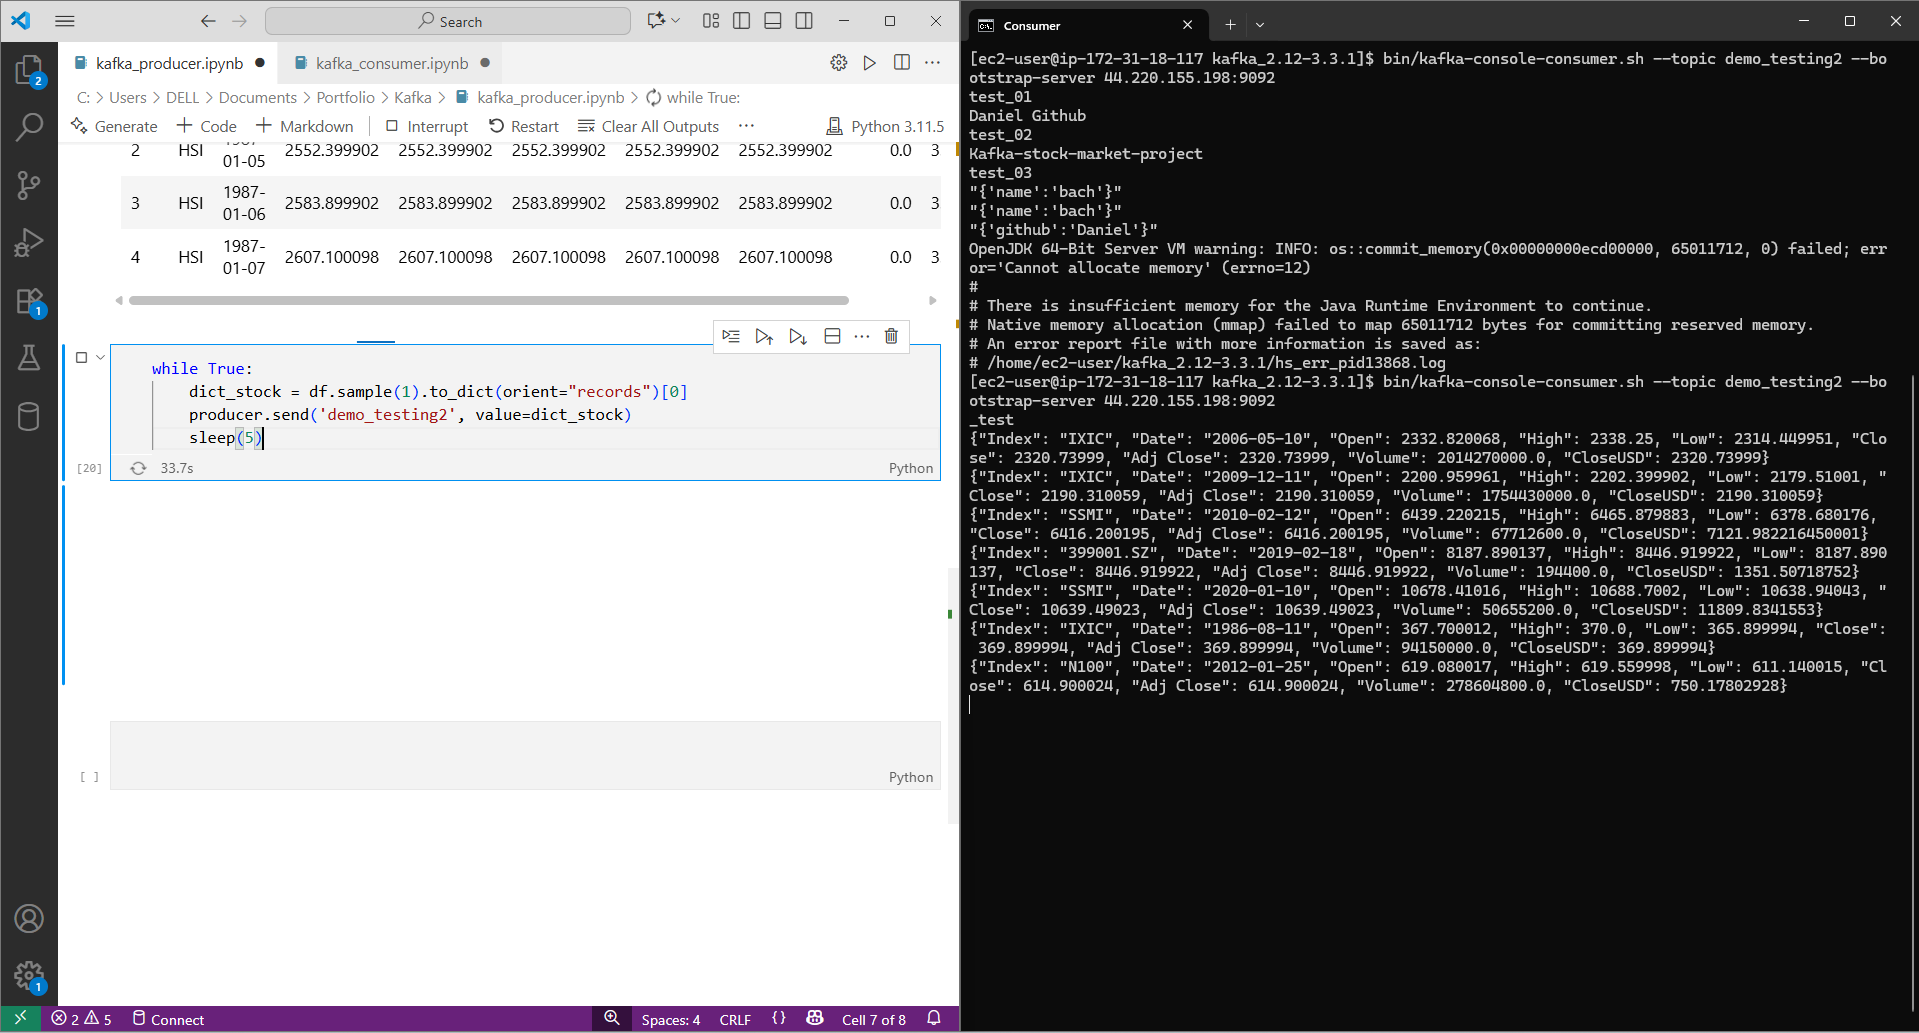 Search
kafka_producer.ipynb
kafka_consumer.ipynb
C: > Users > DELL > Documents > Portfolio > Kafka > kafka_producer.ipynb > while True:
Generate + Code + Markdown Interrupt Restart Clear All Outputs ··· Python 3.11.5
2 HSI 1987-01-05 2552.399902 2552.399902 2552.399902 2552.399902 2552.399902 0.0 3
3 HSI 1987-01-06 2583.899902 2583.899902 2583.899902 2583.899902 2583.899902 0.0 3
4 HSI 1987-01-07 2607.100098 2607.100098 2607.100098 2607.100098 2607.100098 0.0 3
while True:
dict_stock = df.sample(1).to_dict(orient="records")[0]
producer.send('demo_testing2', value=dict_stock)
sleep(5)
[20] 33.7s Python
[ ] Python
2
1
1
2 5 Connect Spaces: 4 CRLF {} Cell 7 of 8
Consumer
[ec2-user@ip-172-31-18-117 kafka_2.12-3.3.1]$ bin/kafka-console-consumer.sh --topic demo_testing2 --bo
otstrap-server 44.220.155.198:9092
test_01
Daniel Github
test_02
Kafka-stock-market-project
test_03
"{'name':'bach'}"
"{'name':'bach'}"
"{'github':'Daniel'}"
OpenJDK 64-Bit Server VM warning: INFO: os::commit_memory(0x00000000ecd00000, 65011712, 0) failed; err
or='Cannot allocate memory' (errno=12)
#
# There is insufficient memory for the Java Runtime Environment to continue.
# Native memory allocation (mmap) failed to map 65011712 bytes for committing reserved memory.
# An error report file with more information is saved as:
# /home/ec2-user/kafka_2.12-3.3.1/hs_err_pid13868.log
[ec2-user@ip-172-31-18-117 kafka_2.12-3.3.1]$ bin/kafka-console-consumer.sh --topic demo_testing2 --bo
otstrap-server 44.220.155.198:9092
_test
{"Index": "IXIC", "Date": "2006-05-10", "Open": 2332.820068, "High": 2338.25, "Low": 2314.449951, "Clo
se": 2320.73999, "Adj Close": 2320.73999, "Volume": 2014270000.0, "CloseUSD": 2320.73999}
{"Index": "IXIC", "Date": "2009-12-11", "Open": 2200.959961, "High": 2202.399902, "Low": 2179.51001, "
Close": 2190.310059, "Adj Close": 2190.310059, "Volume": 1754430000.0, "CloseUSD": 2190.310059}
{"Index": "SSMI", "Date": "2010-02-12", "Open": 6439.220215, "High": 6465.879883, "Low": 6378.680176,
"Close": 6416.200195, "Adj Close": 6416.200195, "Volume": 67712600.0, "CloseUSD": 7121.982216450001}
{"Index": "399001.SZ", "Date": "2019-02-18", "Open": 8187.890137, "High": 8446.919922, "Low": 8187.890
137, "Close": 8446.919922, "Adj Close": 8446.919922, "Volume": 194400.0, "CloseUSD": 1351.50718752}
{"Index": "SSMI", "Date": "2020-01-10", "Open": 10678.41016, "High": 10688.7002, "Low": 10638.94043, "
Close": 10639.49023, "Adj Close": 10639.49023, "Volume": 50655200.0, "CloseUSD": 11809.8341553}
{"Index": "IXIC", "Date": "1986-08-11", "Open": 367.700012, "High": 370.0, "Low": 365.899994, "Close":
369.899994, "Adj Close": 369.899994, "Volume": 94150000.0, "CloseUSD": 369.899994}
{"Index": "N100", "Date": "2012-01-25", "Open": 619.080017, "High": 619.559998, "Low": 611.140015, "Cl
ose": 614.900024, "Adj Close": 614.900024, "Volume": 278604800.0, "CloseUSD": 750.17802928}